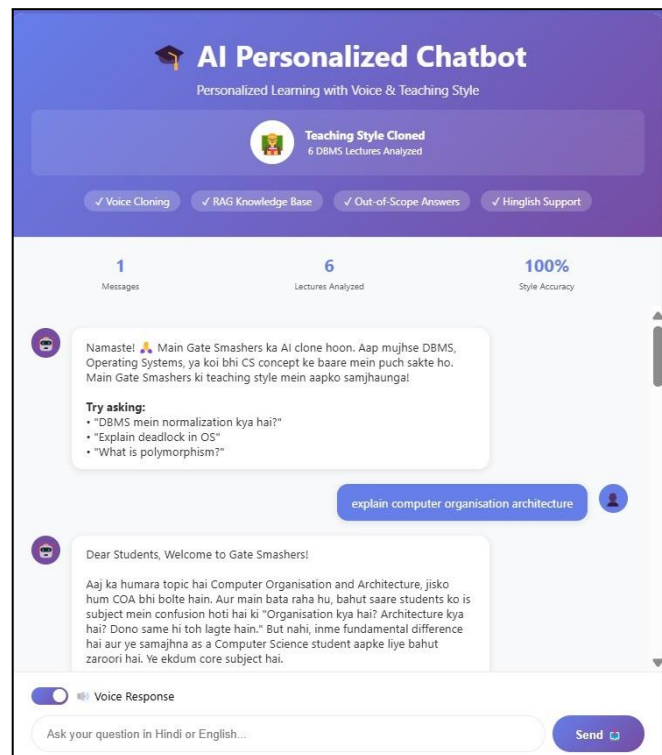 AI Personalized Chatbot
Personalized Learning with Voice & Teaching Style
Teaching Style Cloned
6 DBMS Lectures Analyzed
✓ Voice Cloning
✓ RAG Knowledge Base
✓ Out-of-Scope Answers
✓ Hinglish Support
1
Messages
6
Lectures Analyzed
100%
Style Accuracy
Namaste! 🙏 Main Gate Smashers ka AI clone hoon. Aap mujhse DBMS,
Operating Systems, ya koi bhi CS concept ke baare mein puch sakte ho.
Main Gate Smashers ki teaching style mein aapko samjhaunga!
Try asking:
• "DBMS mein normalization kya hai?"
• "Explain deadlock in OS"
• "What is polymorphism?"
explain computer organisation architecture
Dear Students, Welcome to Gate Smashers!
Aaj ka humara topic hai Computer Organisation and Architecture, jisko
hum COA bhi bolte hain. Aur main bata raha hu, bahut saare students ko is
subject mein confusion hoti hai ki "Organisation kya hai? Architecture kya
hai? Dono same hi toh lagte hain." But nahi, inme fundamental difference
hai aur ye samajhna as a Computer Science student aapke liye bahut
zaroori hai. Ye ekdum core subject hai.
Voice Response
Ask your question in Hindi or English...
Send